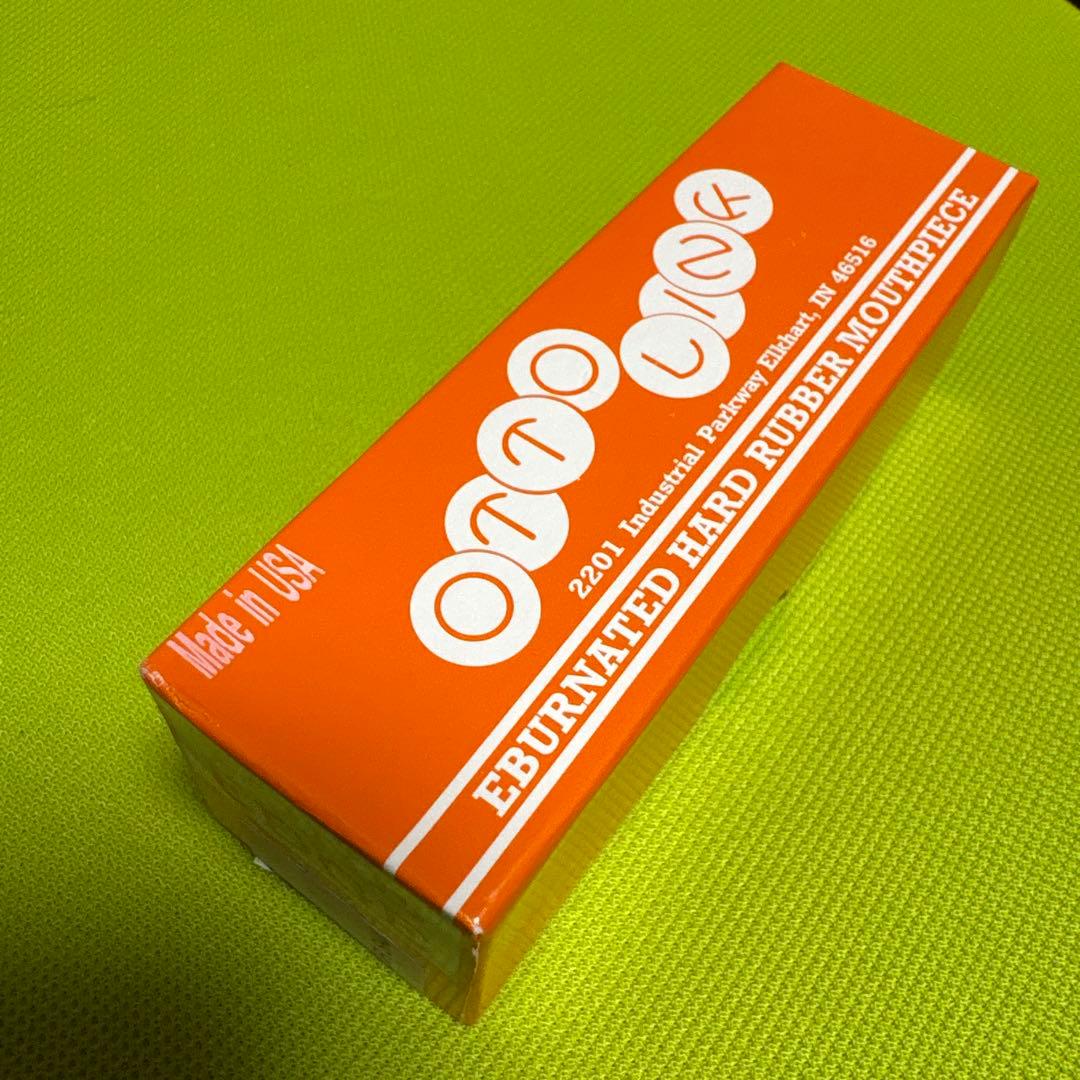 OTTO LINK
2201 Industrial Parkway Elkhart, IN 46516
EBURNATED HARD RUBBER MOUTHPIECE
Made in USA